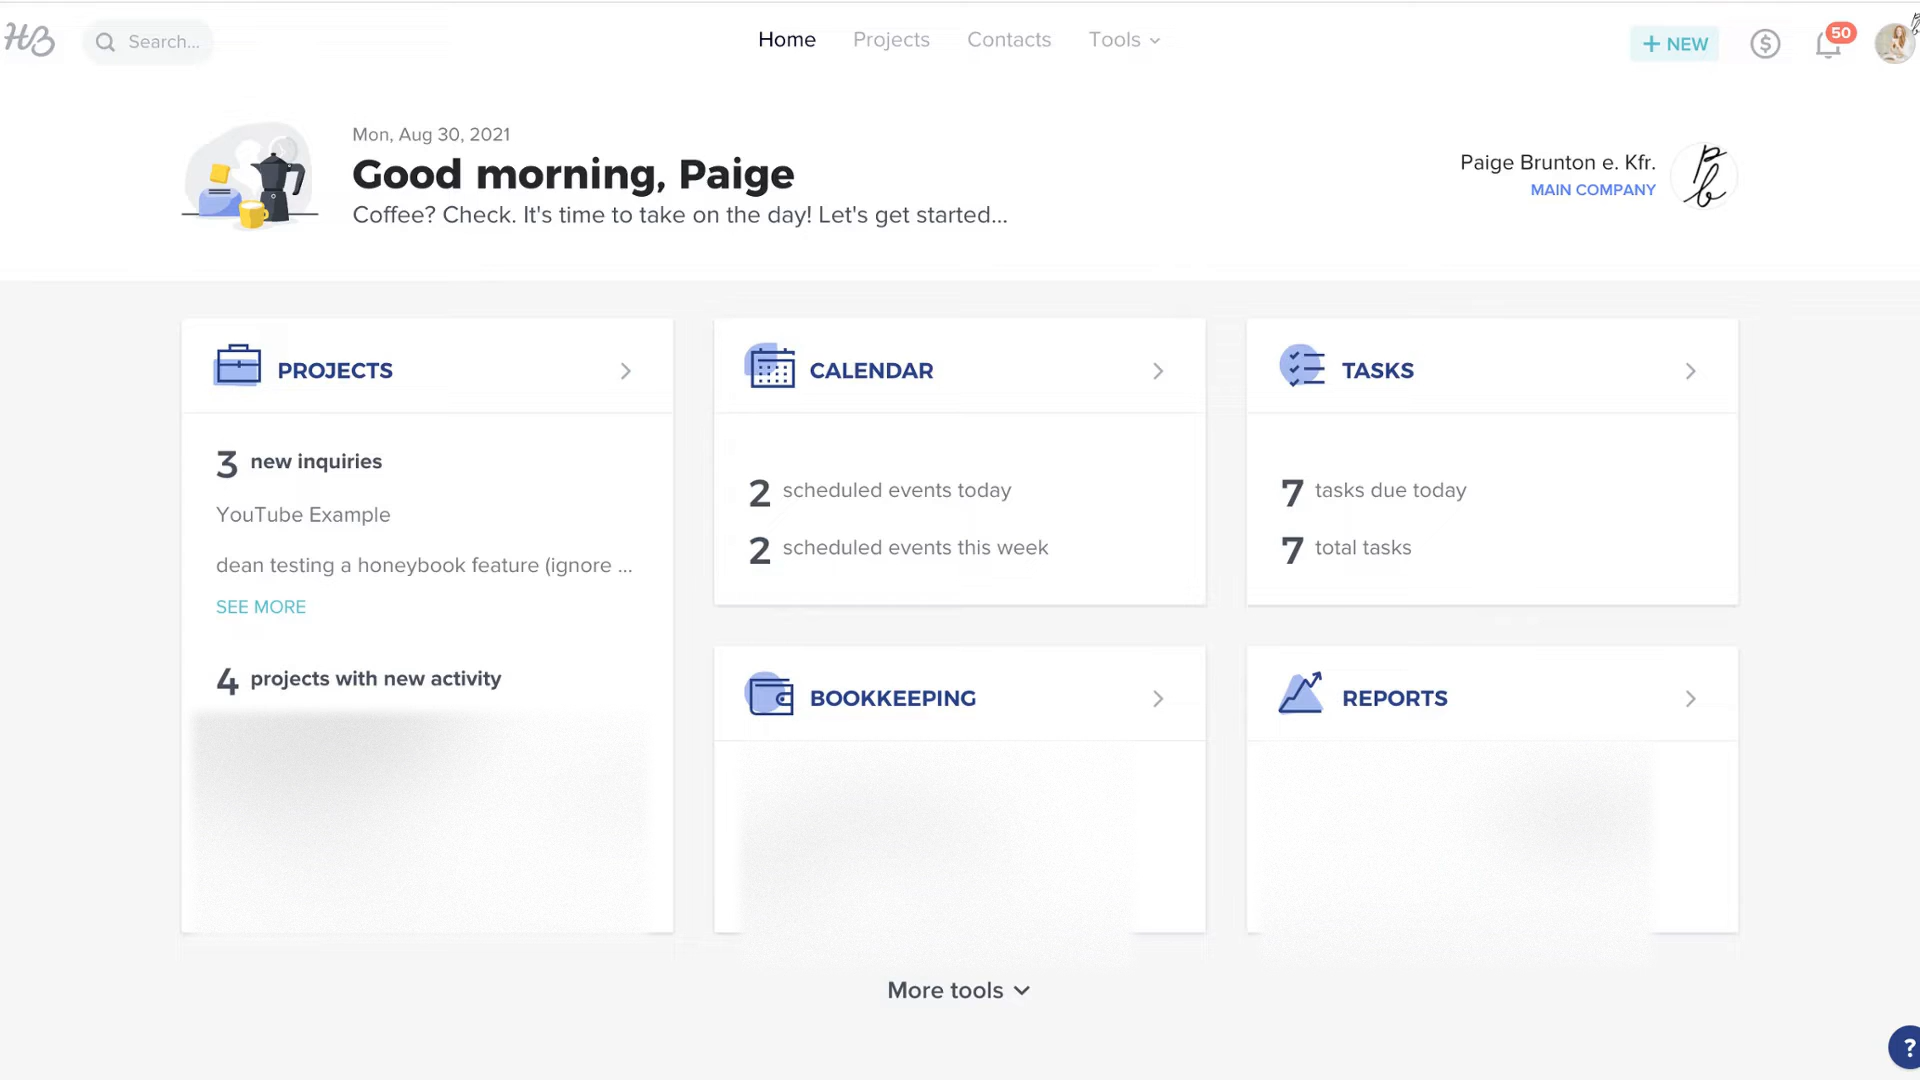 HB
Search...
Home
Projects
Contacts
Tools
+ NEW
$
50
Mon, Aug 30, 2021
Good morning, Paige
Coffee? Check. It's time to take on the day! Let's get started...
Paige Brunton e. Kfr.
MAIN COMPANY
Pb
PROJECTS
3 new inquiries
YouTube Example
dean testing a honeybook feature (ignore ...
SEE MORE
4 projects with new activity
CALENDAR
2 scheduled events today
2 scheduled events this week
TASKS
7 tasks due today
7 total tasks
BOOKKEEPING
REPORTS
More tools
?